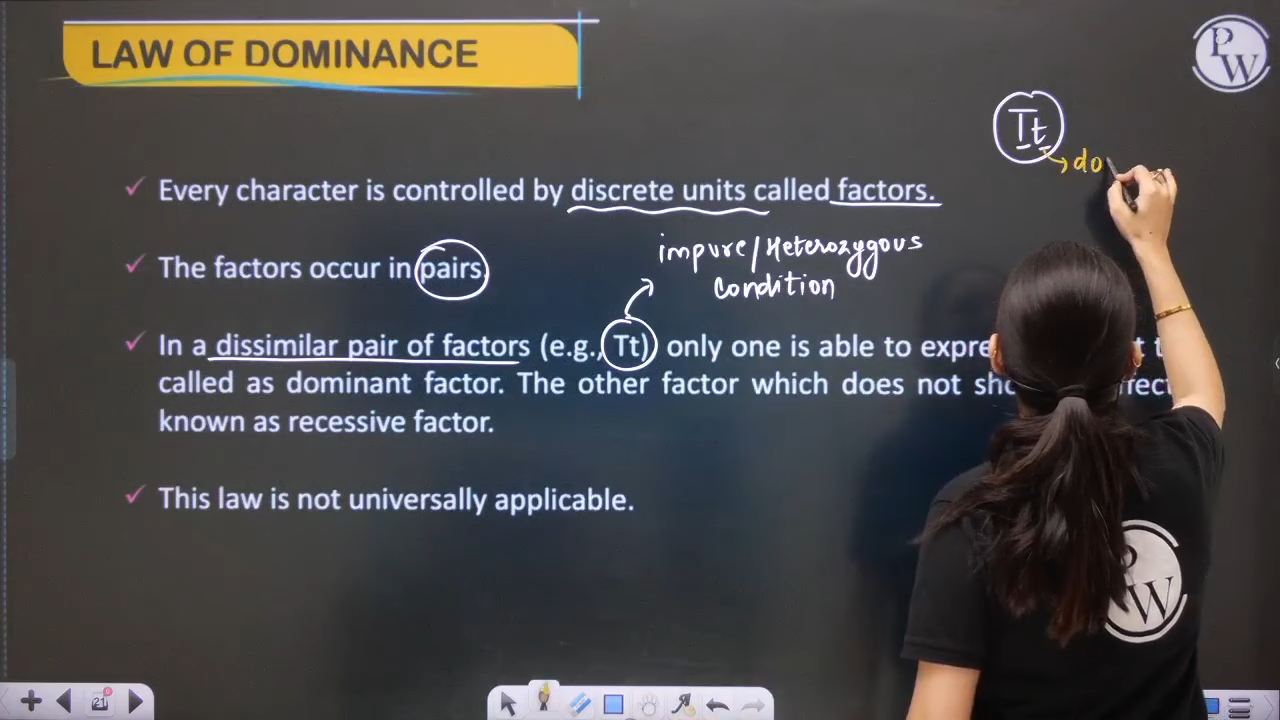 LAW OF DOMINANCE
PW
Tt
do
✓ Every character is controlled by discrete units called factors.
impure/Heterozygous
condition
✓ The factors occur in pairs.
✓ In a dissimilar pair of factors (e.g., Tt) only one is able to
called as dominant factor. The other factor which does not
known as recessive factor.
✓ This law is not universally applicable.
PW
21